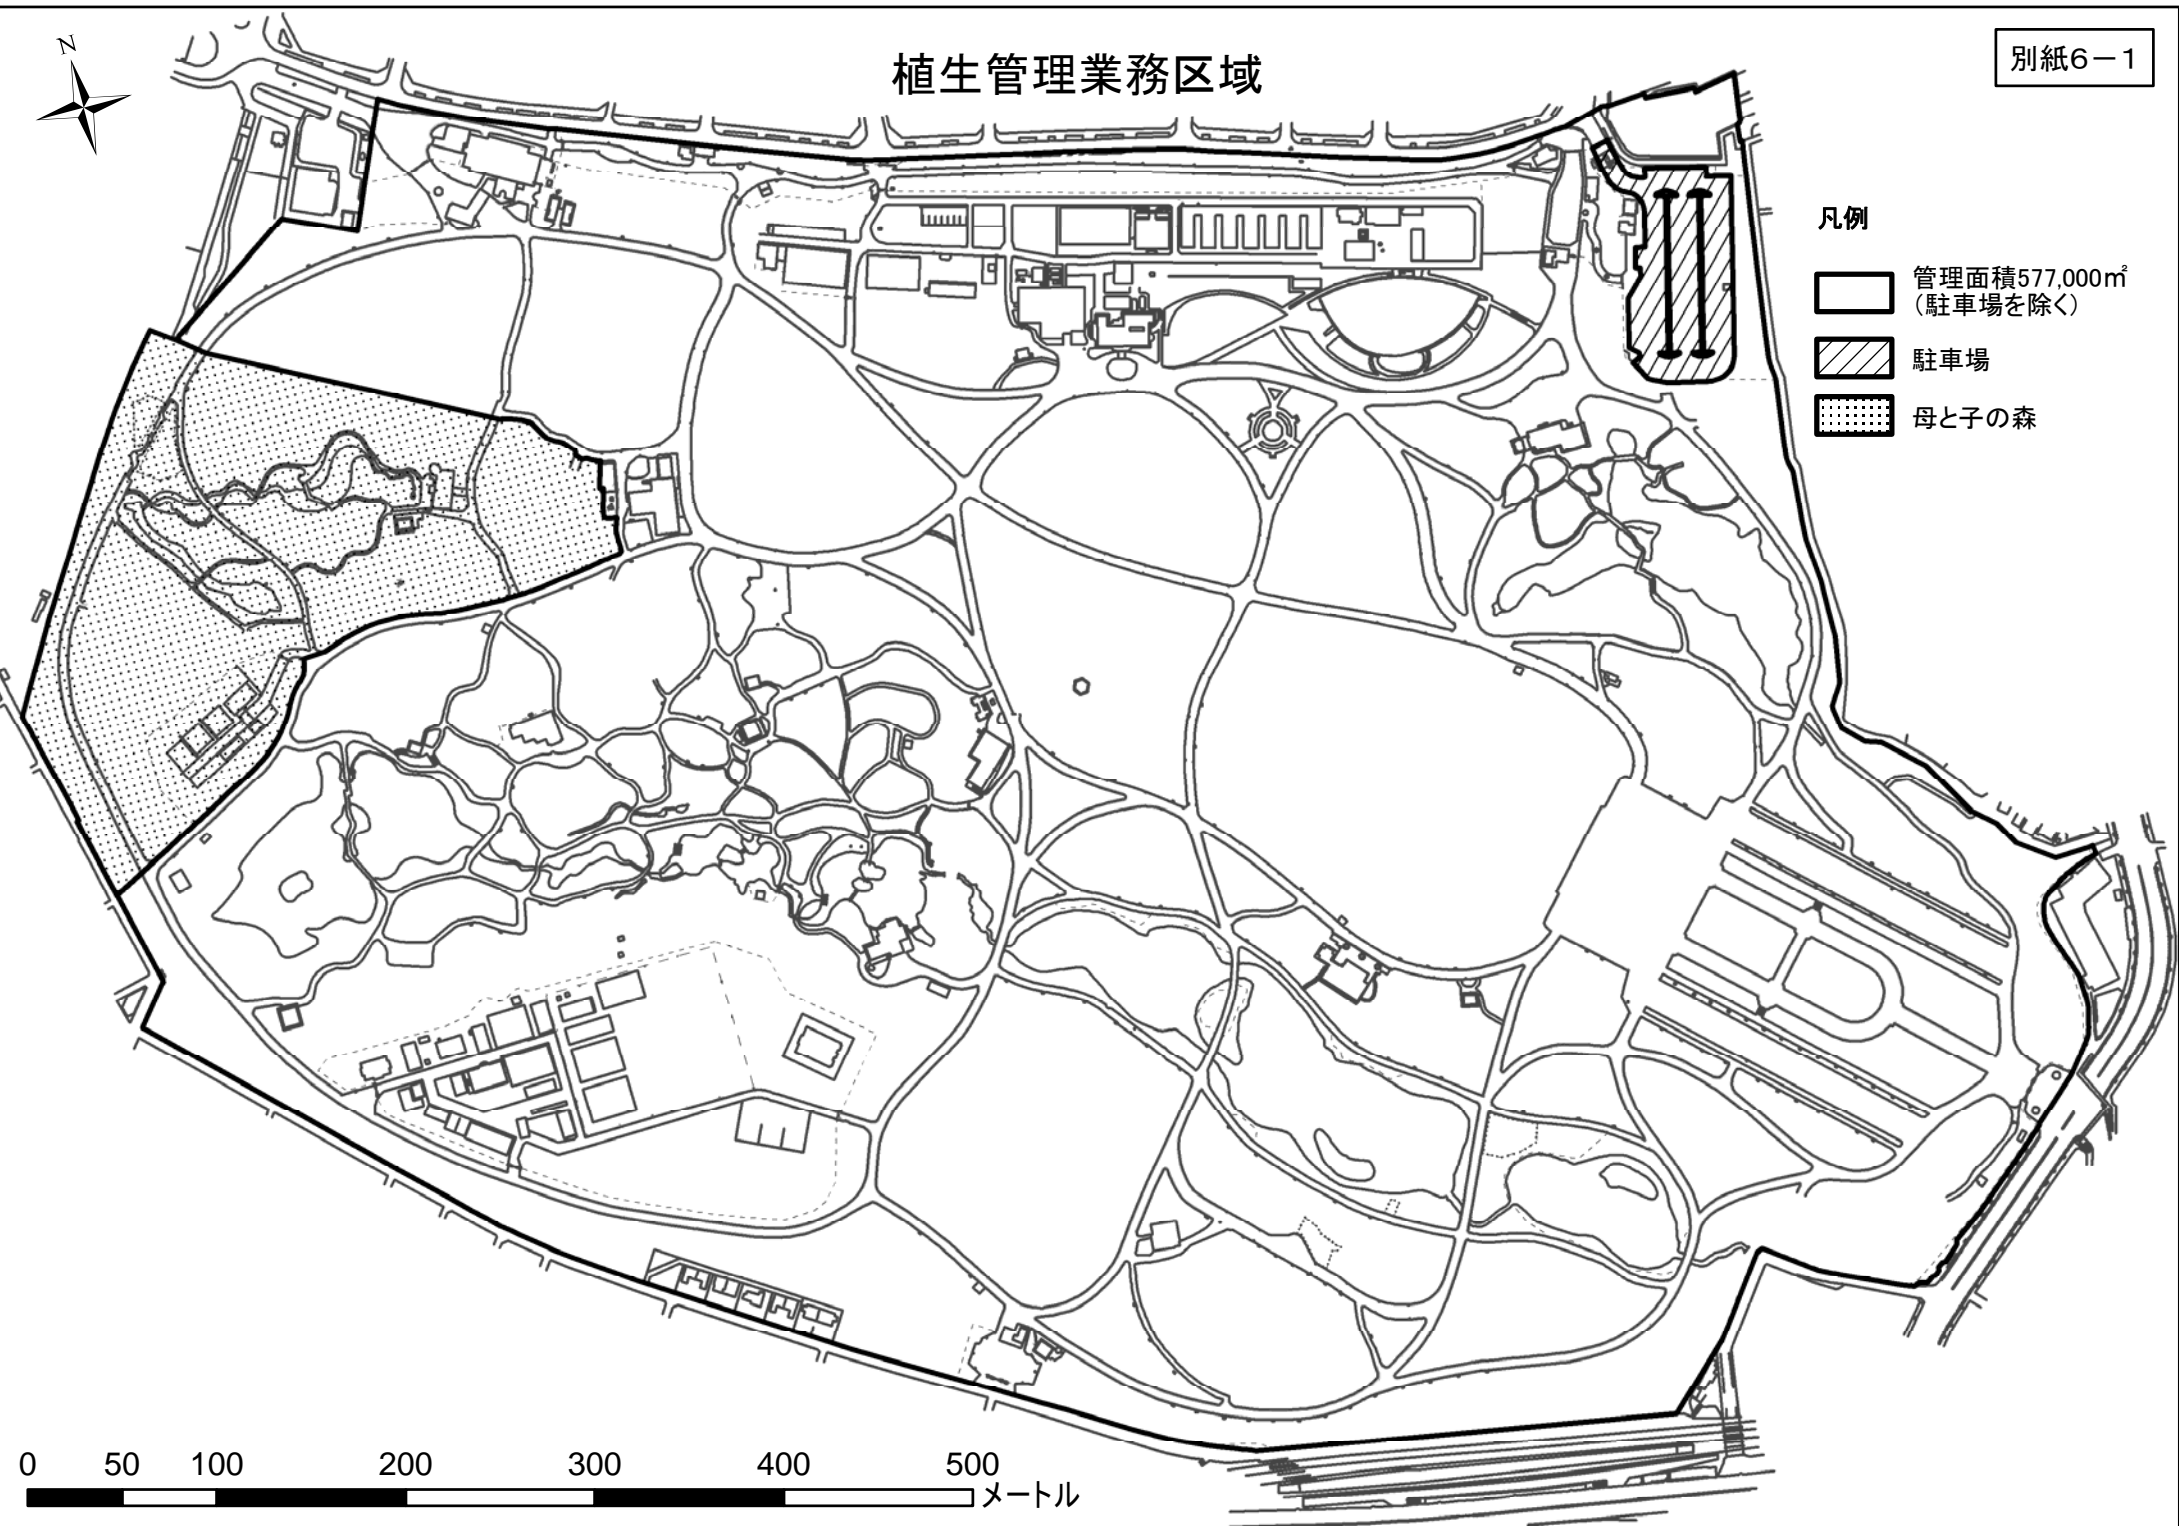 別紙6－1
植生管理業務区域
N
凡例
管理面積577,000㎡
（駐車場を除く）
駐車場
母と子の森
0 50 100 200 300 400 500
メートル